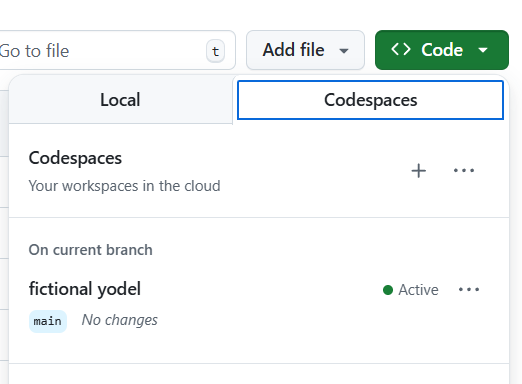 Go to file t Add file Code
Local Codespaces
Codespaces
Your workspaces in the cloud
On current branch
fictional yodel Active
main No changes